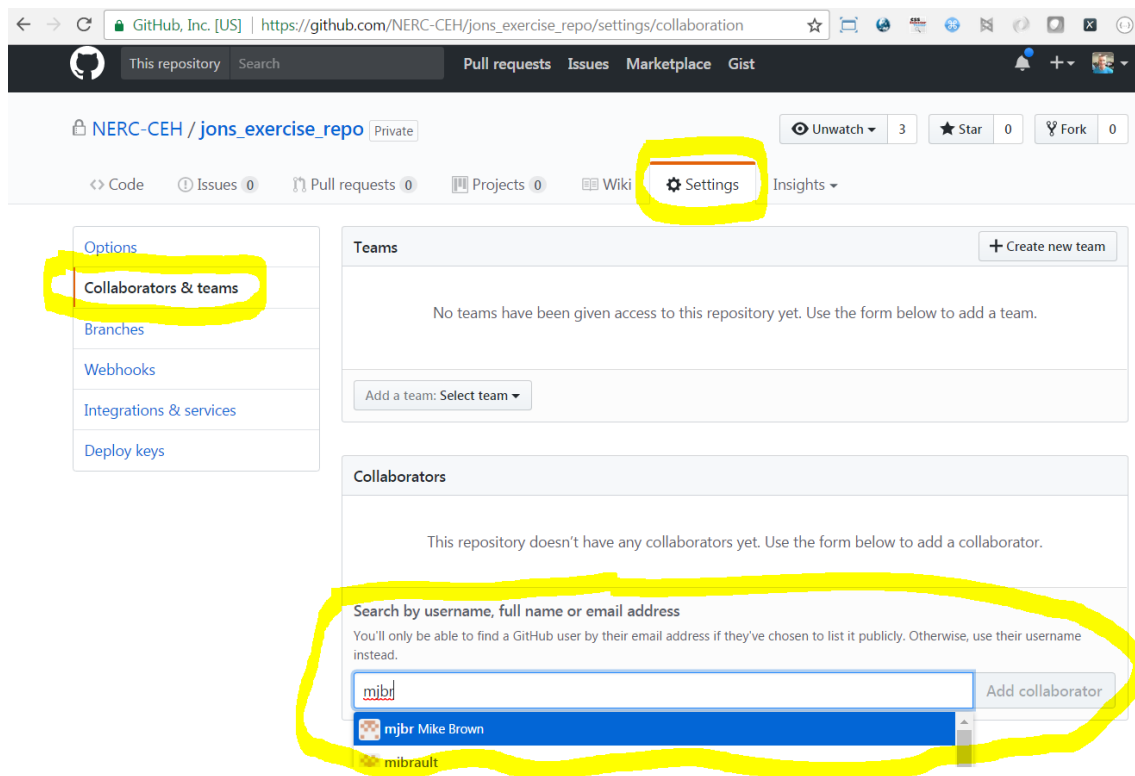 GitHub, Inc. [US] | https://github.com/NERC-CEH/jons_exercise_repo/settings/collaboration
This repository Search Pull requests Issues Marketplace Gist
NERC-CEH / jons_exercise_repo Private Unwatch 3 Star 0 Fork 0
<> Code Issues 0 Pull requests 0 Projects 0 Wiki Settings Insights
Options
Collaborators & teams
Branches
Webhooks
Integrations & services
Deploy keys
Teams Create new team
No teams have been given access to this repository yet. Use the form below to add a team.
Add a team: Select team
Collaborators
This repository doesn't have any collaborators yet. Use the form below to add a collaborator.
Search by username, full name or email address
You'll only be able to find a GitHub user by their email address if they've chosen to list it publicly. Otherwise, use their username
instead.
mjbr Add collaborator
mjbr Mike Brown
mibrault